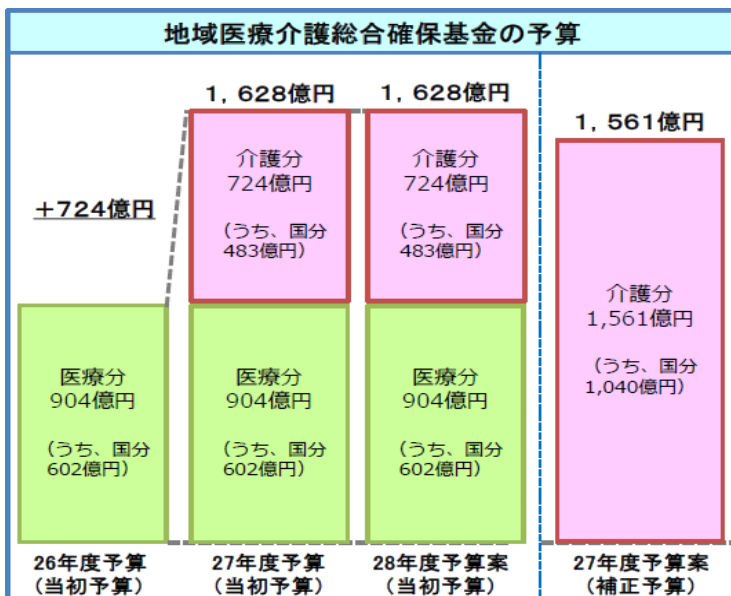 地域医療介護総合確保基金の予算
1，628億円
1，628億円
1，561億円
+724億円
介護分
724億円
（うち、国分
483億円）
介護分
724億円
（うち、国分
483億円）
介護分
1,561億円
（うち、国分
1,040億円）
医療分
904億円
（うち、国分
602億円）
医療分
904億円
（うち、国分
602億円）
医療分
904億円
（うち、国分
602億円）
26年度予算
（当初予算）
27年度予算
（当初予算）
28年度予算案
（当初予算）
27年度予算案
（補正予算）